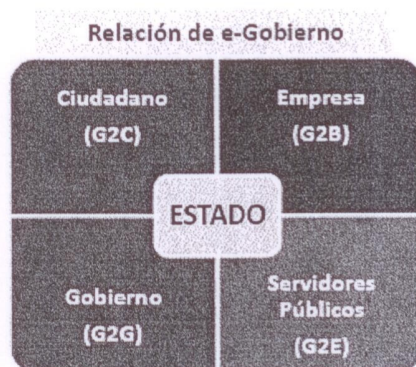 Relación de e-Gobierno
Ciudadano
(G2C)
Empresa
(G2B)
ESTADO
Gobierno
(G2G)
Servidores
Públicos
(G2E)